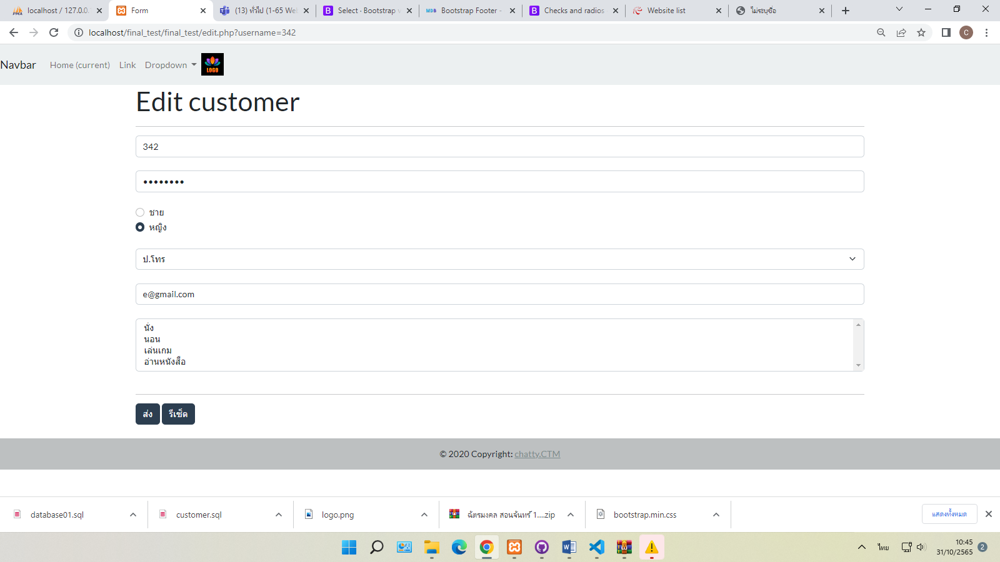 localhost / 127.0.0.
Form
(13) ทั่วไป (1-65 We
Select · Bootstrap v
Bootstrap Footer -
Checks and radios
Website list
ไม่ระบุชื่อ
localhost/final_test/final_test/edit.php?username=342
C
Navbar
Home (current)
Link
Dropdown
LOGO
Edit customer
342
••••••••
ชาย
หญิง
ป.โทร
e@gmail.com
นั่ง
นอน
เล่นเกม
อ่านหนังสือ
ส่ง
รีเซ็ต
© 2020 Copyright: chatty.CTM
database01.sql
customer.sql
logo.png
ฉัตรมงคล สอนจันทร์ 1....zip
bootstrap.min.css
แสดงทั้งหมด
ไทย
10:45
31/10/2565
2